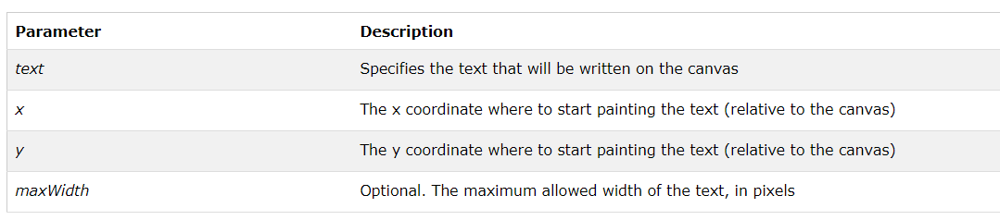 Parameter Description
text Specifies the text that will be written on the canvas
x The x coordinate where to start painting the text (relative to the canvas)
y The y coordinate where to start painting the text (relative to the canvas)
maxWidth Optional. The maximum allowed width of the text, in pixels